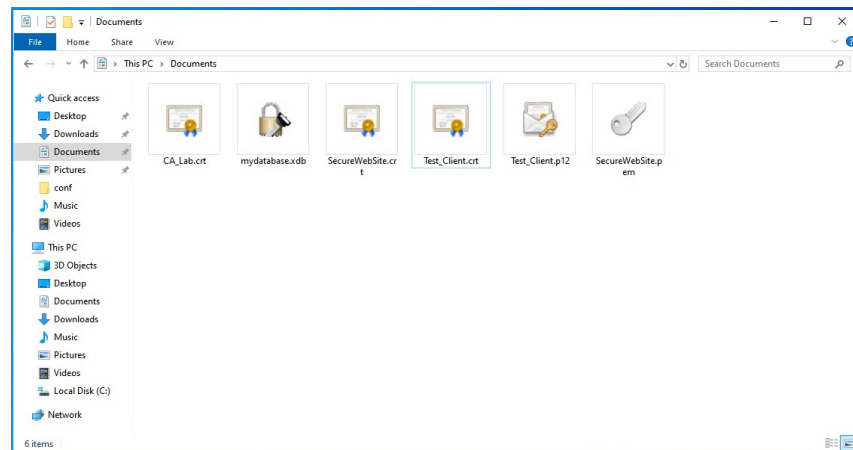 Documents
File Home Share View
This PC > Documents
Search Documents
Quick access
Desktop
Downloads
Documents
Pictures
conf
Music
Videos
This PC
3D Objects
Desktop
Documents
Downloads
Music
Pictures
Videos
Local Disk (C:)
Network
CA_Lab.crt
mydatabase.xdb
SecureWebSite.cr
t
Test_Client.crt
Test_Client.p12
SecureWebSite.p
em
6 items